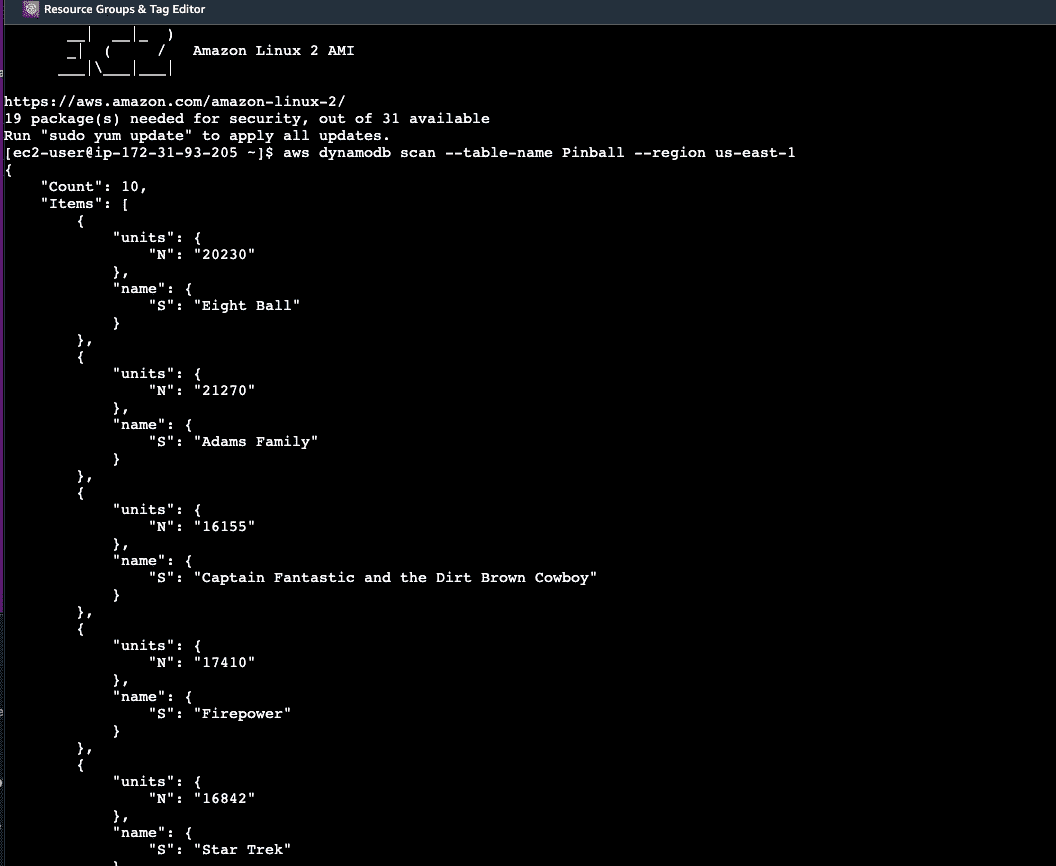 Resource Groups & Tag Editor
       __|  __|_  )
       _|  (     /   Amazon Linux 2 AMI
      ___|\___|___|
https://aws.amazon.com/amazon-linux-2/
19 package(s) needed for security, out of 31 available
Run "sudo yum update" to apply all updates.
[ec2-user@ip-172-31-93-205 ~]$ aws dynamodb scan --table-name Pinball --region us-east-1
{
    "Count": 10,
    "Items": [
        {
            "units": {
                "N": "20230"
            },
            "name": {
                "S": "Eight Ball"
            }
        },
        {
            "units": {
                "N": "21270"
            },
            "name": {
                "S": "Adams Family"
            }
        },
        {
            "units": {
                "N": "16155"
            },
            "name": {
                "S": "Captain Fantastic and the Dirt Brown Cowboy"
            }
        },
        {
            "units": {
                "N": "17410"
            },
            "name": {
                "S": "Firepower"
            }
        },
        {
            "units": {
                "N": "16842"
            },
            "name": {
                "S": "Star Trek"